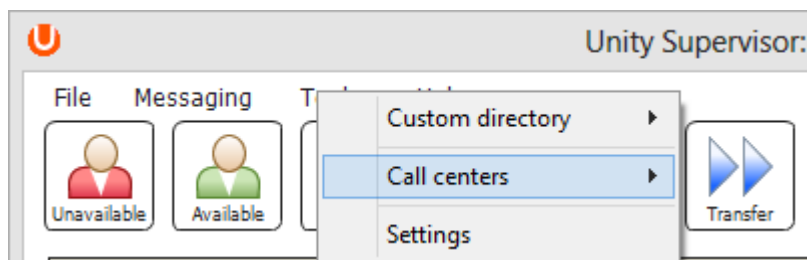 Unity Supervisor:
File Messaging
Custom directory
Call centers
Settings
Unavailable Available Transfer